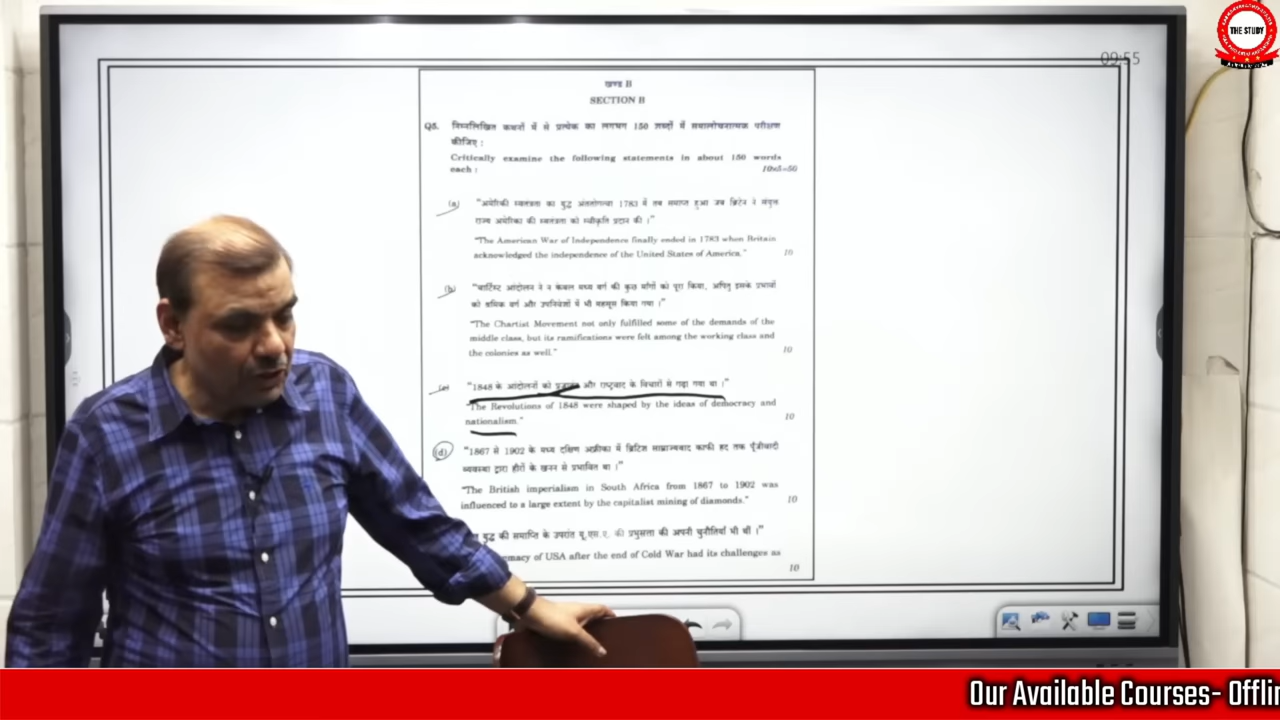 THE STUDY
09:55
खण्ड B
SECTION B
Q5. निम्नलिखित कथनों में से प्रत्येक का लगभग 150 शब्दों में समालोचनात्मक परीक्षण
कीजिए :
Critically examine the following statements in about 150 words
each : 10x5=50
(a) "अमेरिकी स्वतंत्रता का युद्ध अंततोगत्वा 1783 में तब समाप्त हुआ जब ब्रिटेन ने संयुक्त
राज्य अमेरिका की स्वतंत्रता को स्वीकृति प्रदान की ।"
"The American War of Independence finally ended in 1783 when Britain
acknowledged the independence of the United States of America." 10
(b) "चार्टिस्ट आंदोलन ने न केवल मध्य वर्ग की कुछ माँगों को पूरा किया, अपितु इसके प्रभावों
को श्रमिक वर्ग और उपनिवेशों में भी महसूस किया गया ।"
"The Chartist Movement not only fulfilled some of the demands of the
middle class, but its ramifications were felt among the working class and
the colonies as well." 10
(c) "1848 के आंदोलनों को और राष्ट्रवाद के विचारों से गढ़ा गया था ।"
"The Revolutions of 1848 were shaped by the ideas of democracy and
nationalism." 10
(d) "1867 से 1902 के मध्य दक्षिण अफ्रीका में ब्रिटिश साम्राज्यवाद काफी हद तक पूँजीवादी
व्यवस्था द्वारा हीरों के खनन से प्रभावित था ।"
"The British imperialism in South Africa from 1867 to 1902 was
influenced to a large extent by the capitalist mining of diamonds." 10
युद्ध की समाप्ति के उपरांत यू.एस.ए. की प्रभुसत्ता की अपनी चुनौतियाँ भी थीं ।"
emacy of USA after the end of Cold War had its challenges as
10
Our Available Courses- Offlin